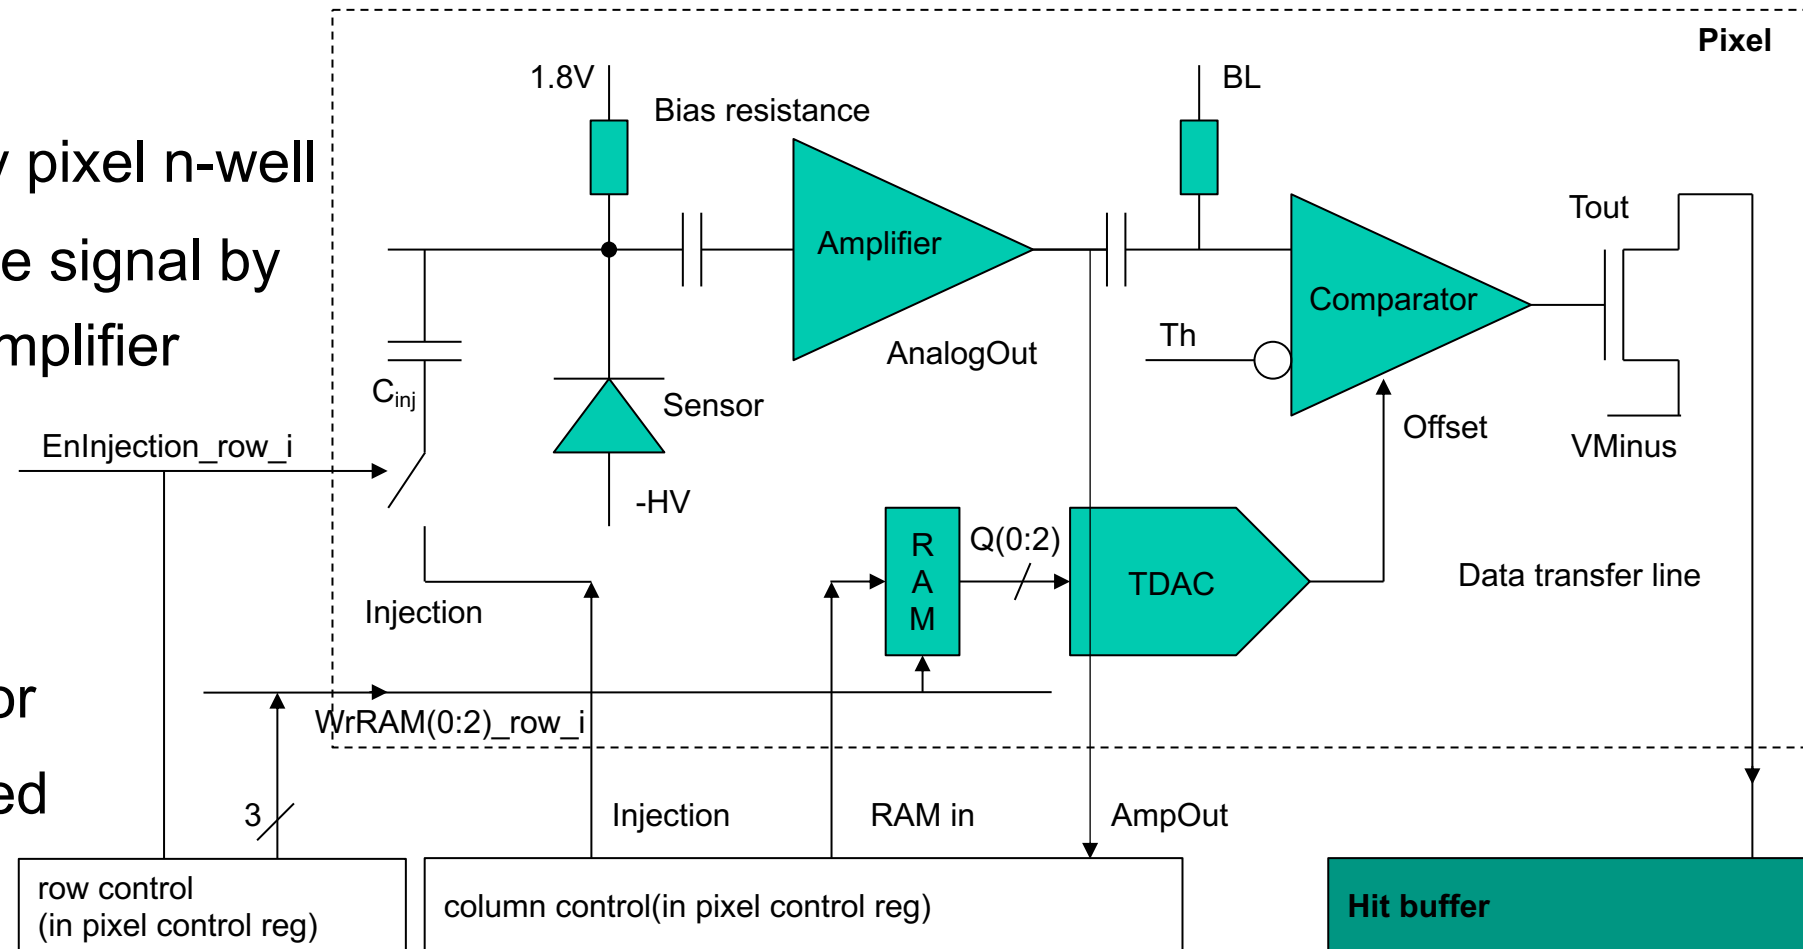 Pixel
1.8V
BL
Bias resistance
y pixel n-well
Tout
Amplifier
e signal by
Comparator
Th
mplifier
AnalogOut
Cinj
Sensor
Offset
EnInjection_row_i
VMinus
-HV
RAM
Q(0:2)
TDAC
Data transfer line
Injection
or
WrRAM(0:2)_row_i
ed
3
Injection
RAM in
AmpOut
row control
(in pixel control reg)
column control(in pixel control reg)
Hit buffer